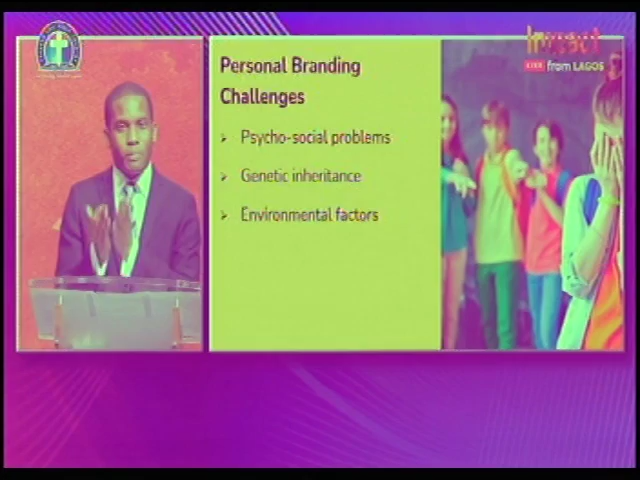 Impact
LIVE from LAGOS
Personal Branding
Challenges
➢ Psycho-social problems
➢ Genetic inheritance
➢ Environmental factors